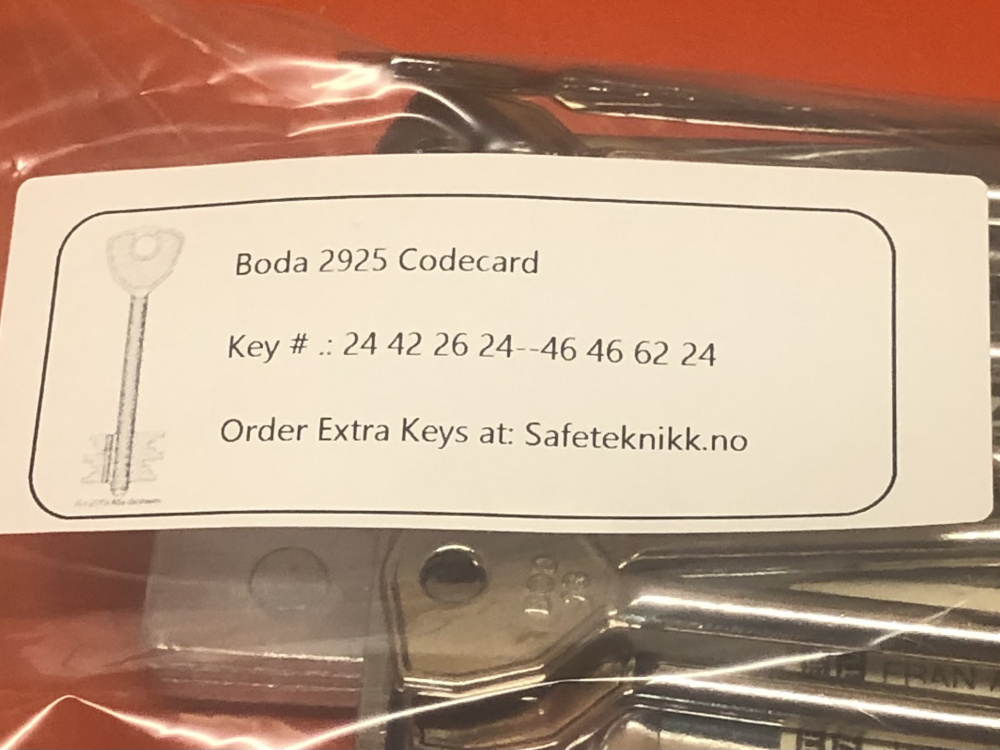 Boda 2925 Codecard
Key # .: 24 42 26 24--46 46 62 24
Order Extra Keys at: Safeteknikk.no
FRAN